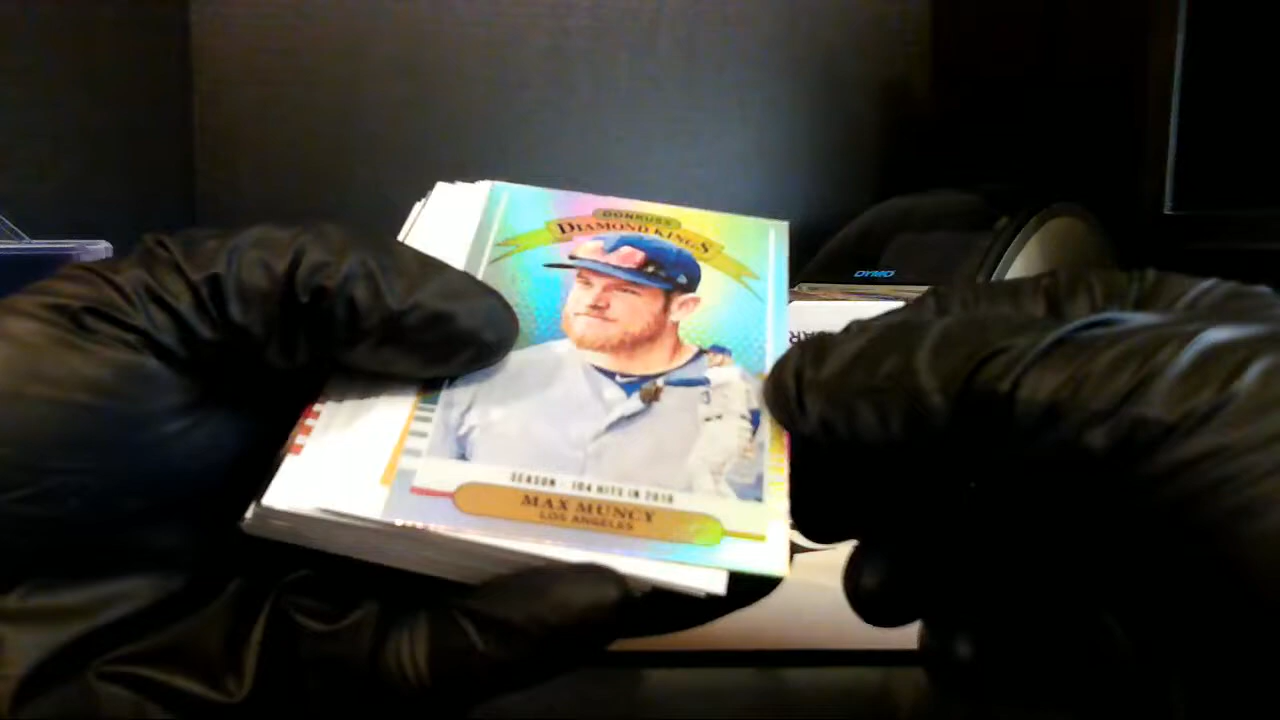 DONRUSS
DIAMOND KINGS
DYMO
SEASON - 104 HITS IN 2018
MAX MUNCY
LOS ANGELES